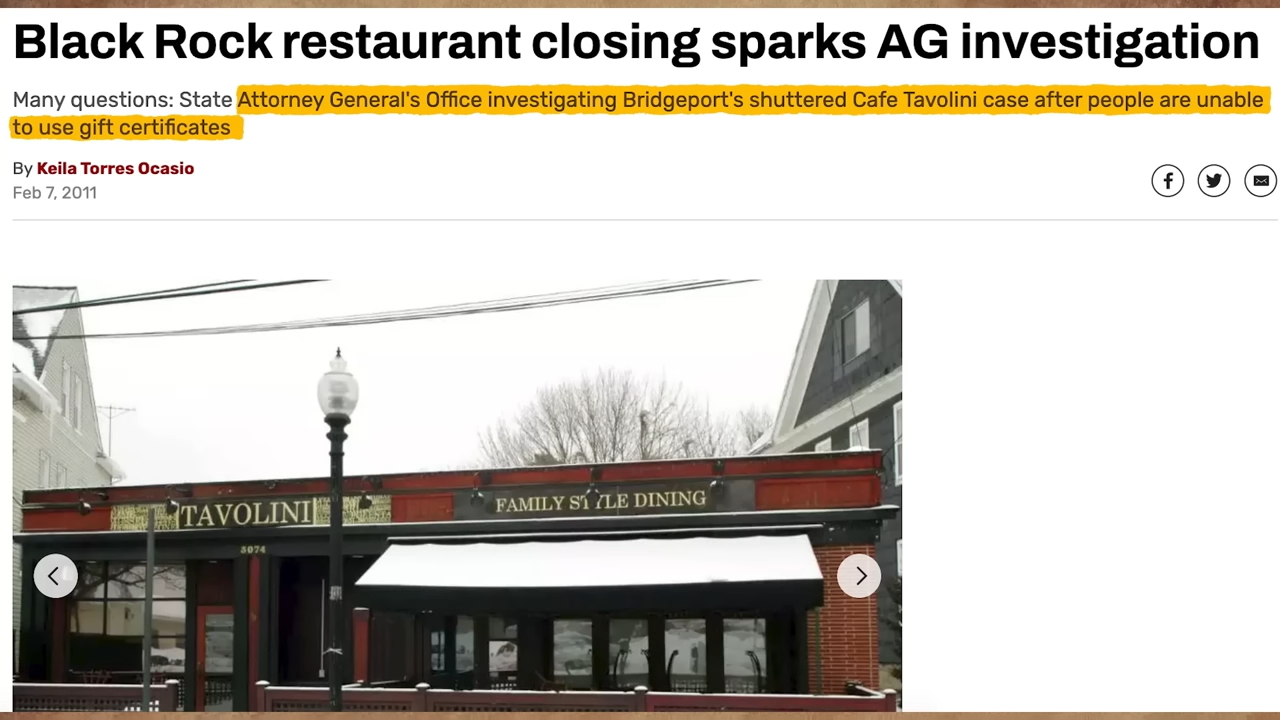 Black Rock restaurant closing sparks AG investigation
Many questions: State Attorney General's Office investigating Bridgeport's shuttered Cafe Tavolini case after people are unable
to use gift certificates
By Keila Torres Ocasio
Feb 7, 2011
TAVOLINI
FAMILY STYLE DINING
3074